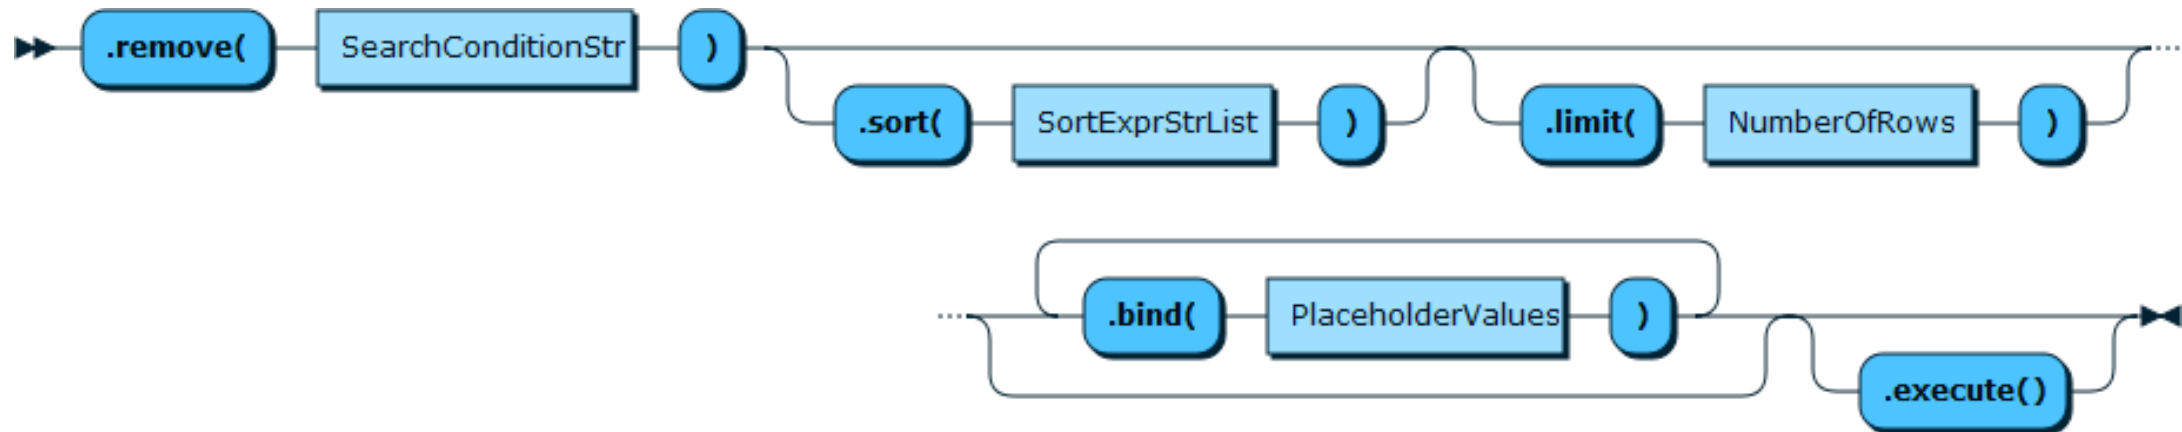 .remove( SearchConditionStr )
.sort( SortExprStrList ) .limit( NumberOfRows )
.bind( PlaceholderValues )
.execute()